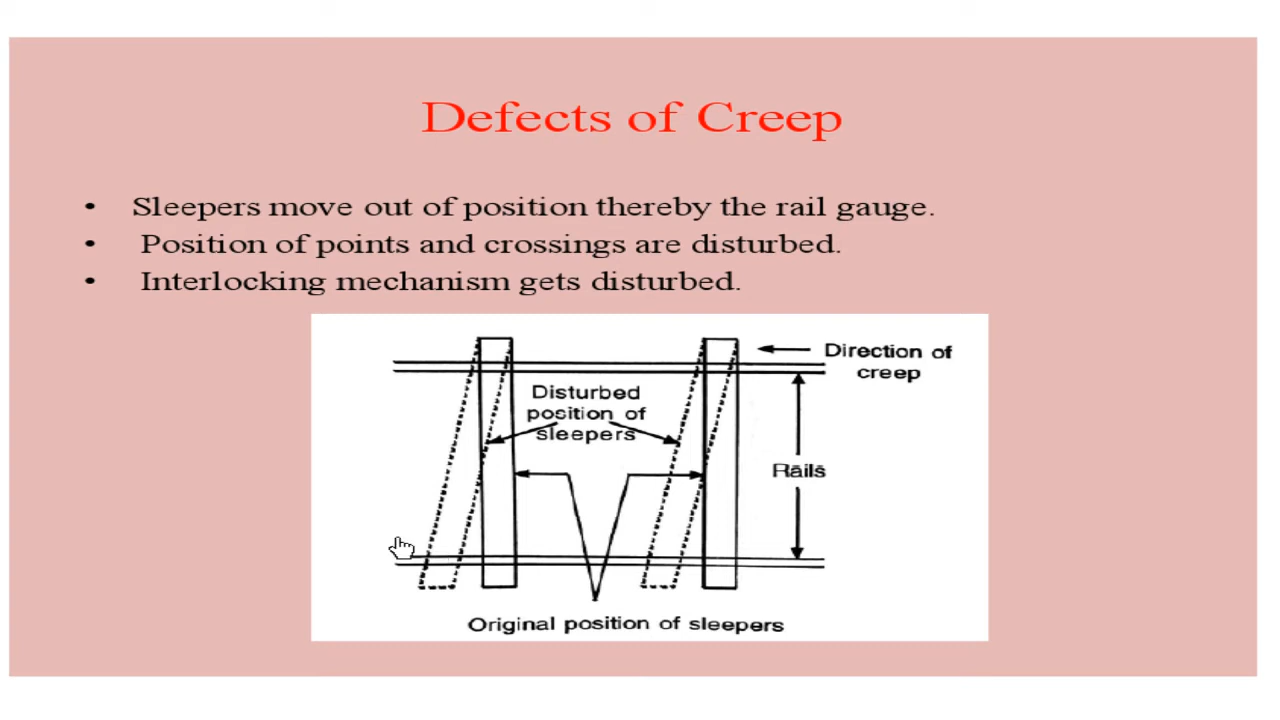 Defects of Creep
• Sleepers move out of position thereby the rail gauge.
• Position of points and crossings are disturbed.
• Interlocking mechanism gets disturbed.
Direction of
creep
Disturbed
position of
sleepers
Rails
Original position of sleepers